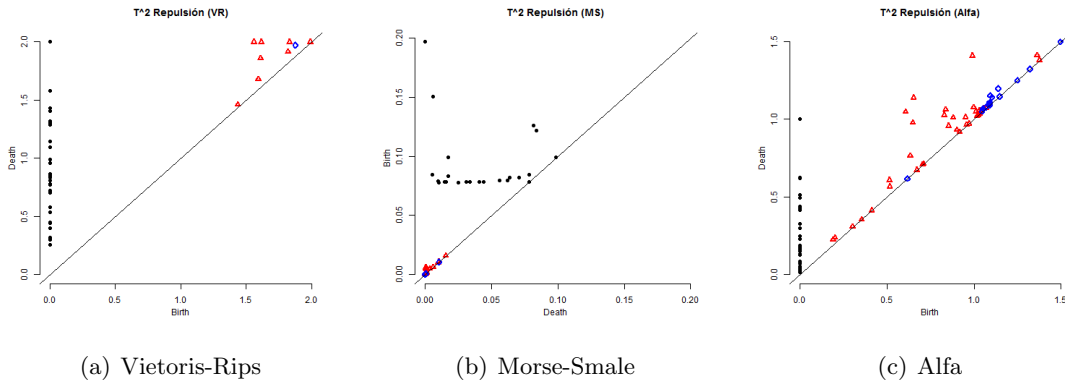 T^2 Repulsión (VR)
Death
0.0 0.5 1.0 1.5 2.0
0.0 0.5 1.0 1.5 2.0
Birth
(a) Vietoris-Rips
T^2 Repulsión (MS)
Birth
0.00 0.05 0.10 0.15 0.20
0.00 0.05 0.10 0.15 0.20
Death
(b) Morse-Smale
T^2 Repulsión (Alfa)
Death
0.0 0.5 1.0 1.5
0.0 0.5 1.0 1.5
Birth
(c) Alfa